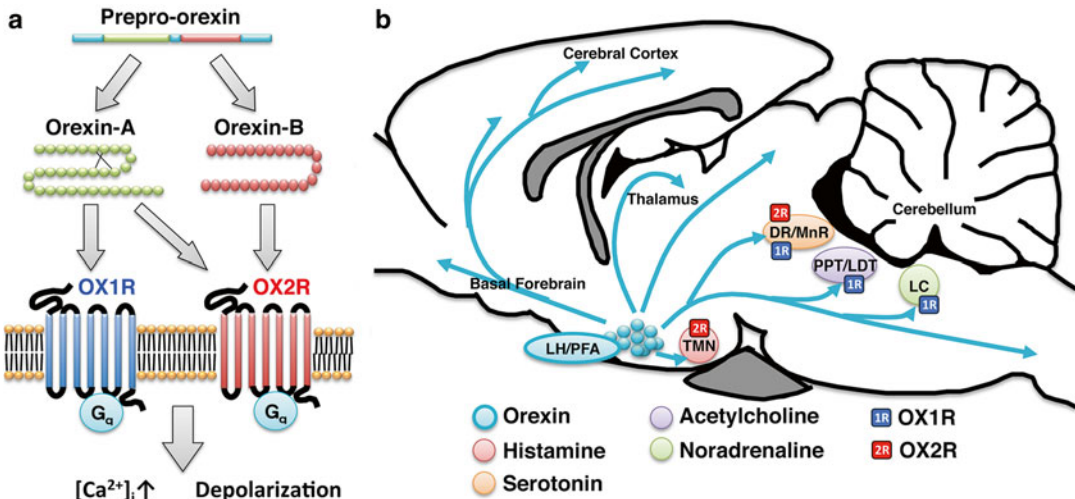 a
Prepro-orexin
Orexin-A
Orexin-B
OX1R
OX2R
Gq
Gq
[Ca²⁺]i↑
Depolarization
b
Cerebral Cortex
Thalamus
Basal Forebrain
Cerebellum
2R
DR/MnR
1R
PPT/LDT
1R
LC
1R
2R
TMN
LH/PFA
Orexin
Histamine
Serotonin
Acetylcholine
Noradrenaline
1R OX1R
2R OX2R